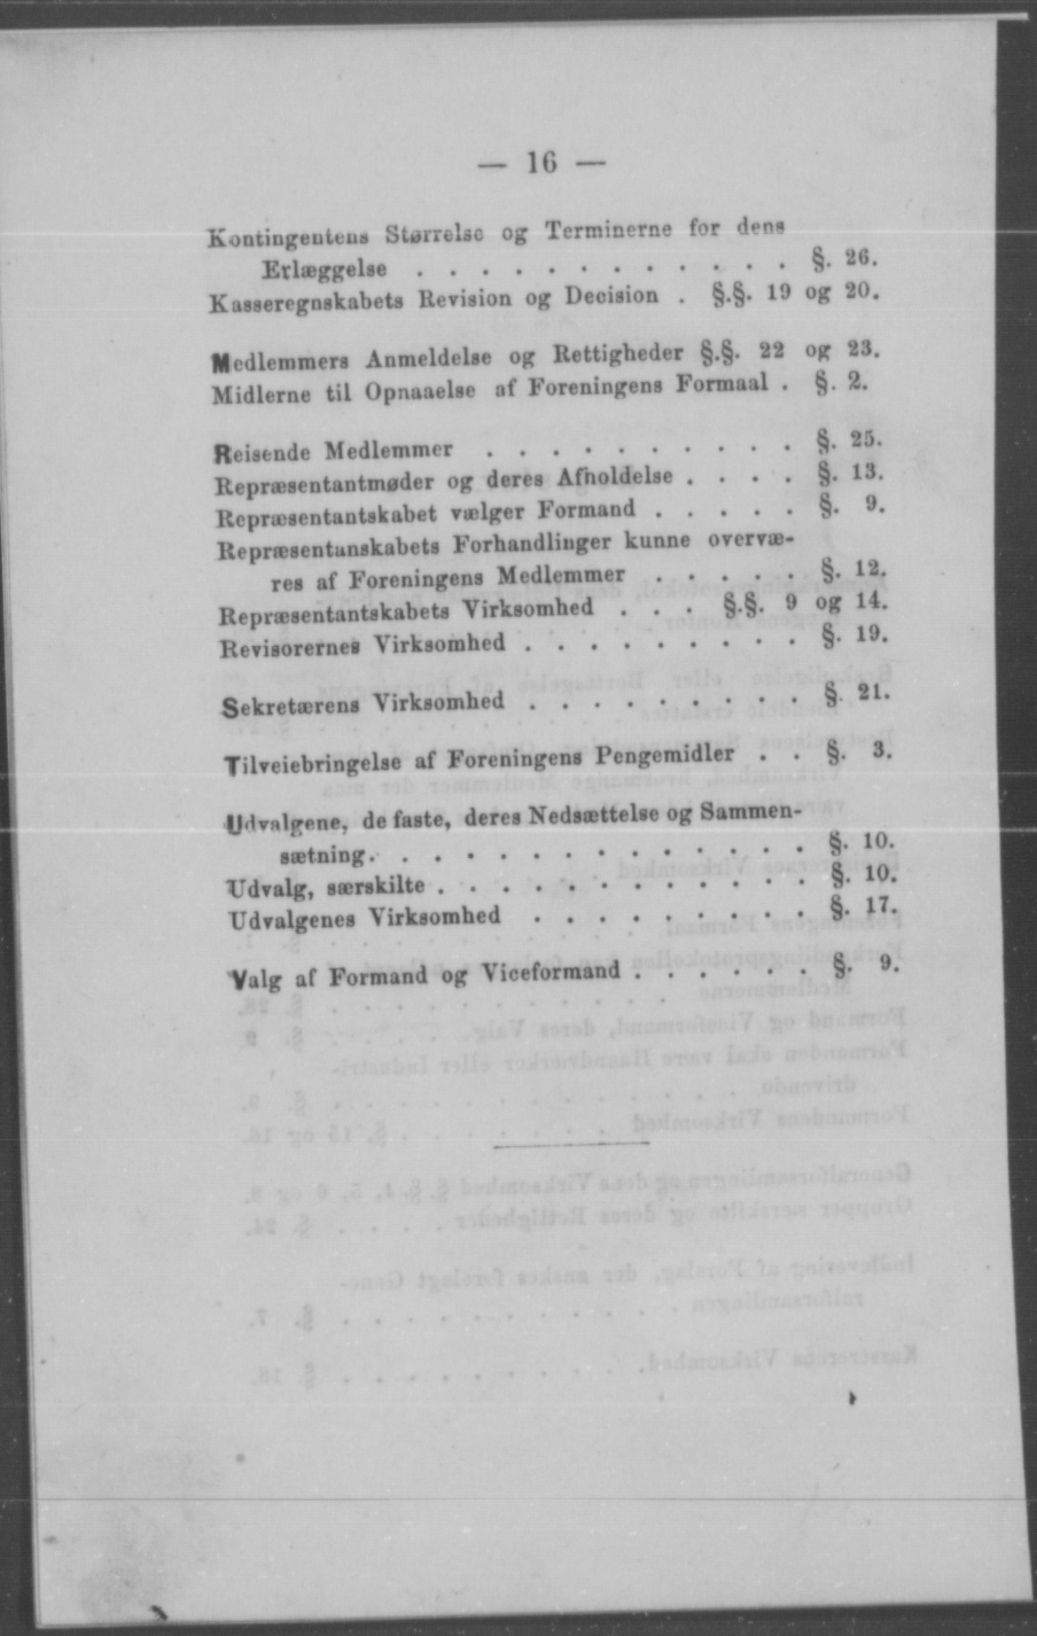 — 16 —
Kontingentens Størrelse og Terminerne for dens
Erlæggelse . . . . . . . . . . . . §. 26.
Kasseregnskabets Revision og Decision . §.§. 19 og 20.
Medlemmers Anmeldelse og Rettigheder §.§. 22 og 23.
Midlerne til Opnaaelse af Foreningens Formaal . §. 2.
Reisende Medlemmer . . . . . . . . . . §. 25.
Repræsentantmøder og deres Afholdelse . . . . §. 13.
Repræsentantskabet vælger Formand . . . . . §. 9.
Repræsentanskabets Forhandlinger kunne overvæ-
res af Foreningens Medlemmer . . . . . §. 12.
Repræsentantskabets Virksomhed . . . §.§. 9 og 14.
Revisorernes Virksomhed . . . . . . . . . §. 19.
Sekretærens Virksomhed . . . . . . . . . §. 21.
Tilveiebringelse af Foreningens Pengemidler . . §. 3.
Udvalgene, de faste, deres Nedsættelse og Sammen-
sætning. . . . . . . . . . . . . . §. 10.
Udvalg, særskilte . . . . . . . . . . . . §. 10.
Udvalgenes Virksomhed . . . . . . . . . §. 17.
Valg af Formand og Viceformand . . . . . . §. 9.